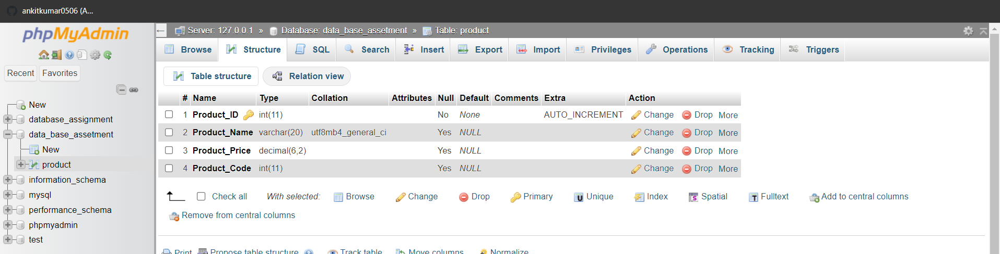 ankitkumar0506 (A...
phpMyAdmin
Recent Favorites
New
database_assignment
data_base_assetment
New
product
information_schema
mysql
performance_schema
phpmyadmin
test
Server: 127.0.0.1 » Database: data_base_assetment » Table: product
Browse Structure SQL Search Insert Export Import Privileges Operations Tracking Triggers
Table structure Relation view
# Name Type Collation Attributes Null Default Comments Extra Action
1 Product_ID int(11) No None AUTO_INCREMENT Change Drop More
2 Product_Name varchar(20) utf8mb4_general_ci Yes NULL Change Drop More
3 Product_Price decimal(6,2) Yes NULL Change Drop More
4 Product_Code int(11) Yes NULL Change Drop More
Check all With selected: Browse Change Drop Primary Unique Index Spatial Fulltext Add to central columns
Remove from central columns
Print Propose table structure Track table Move columns Normalize